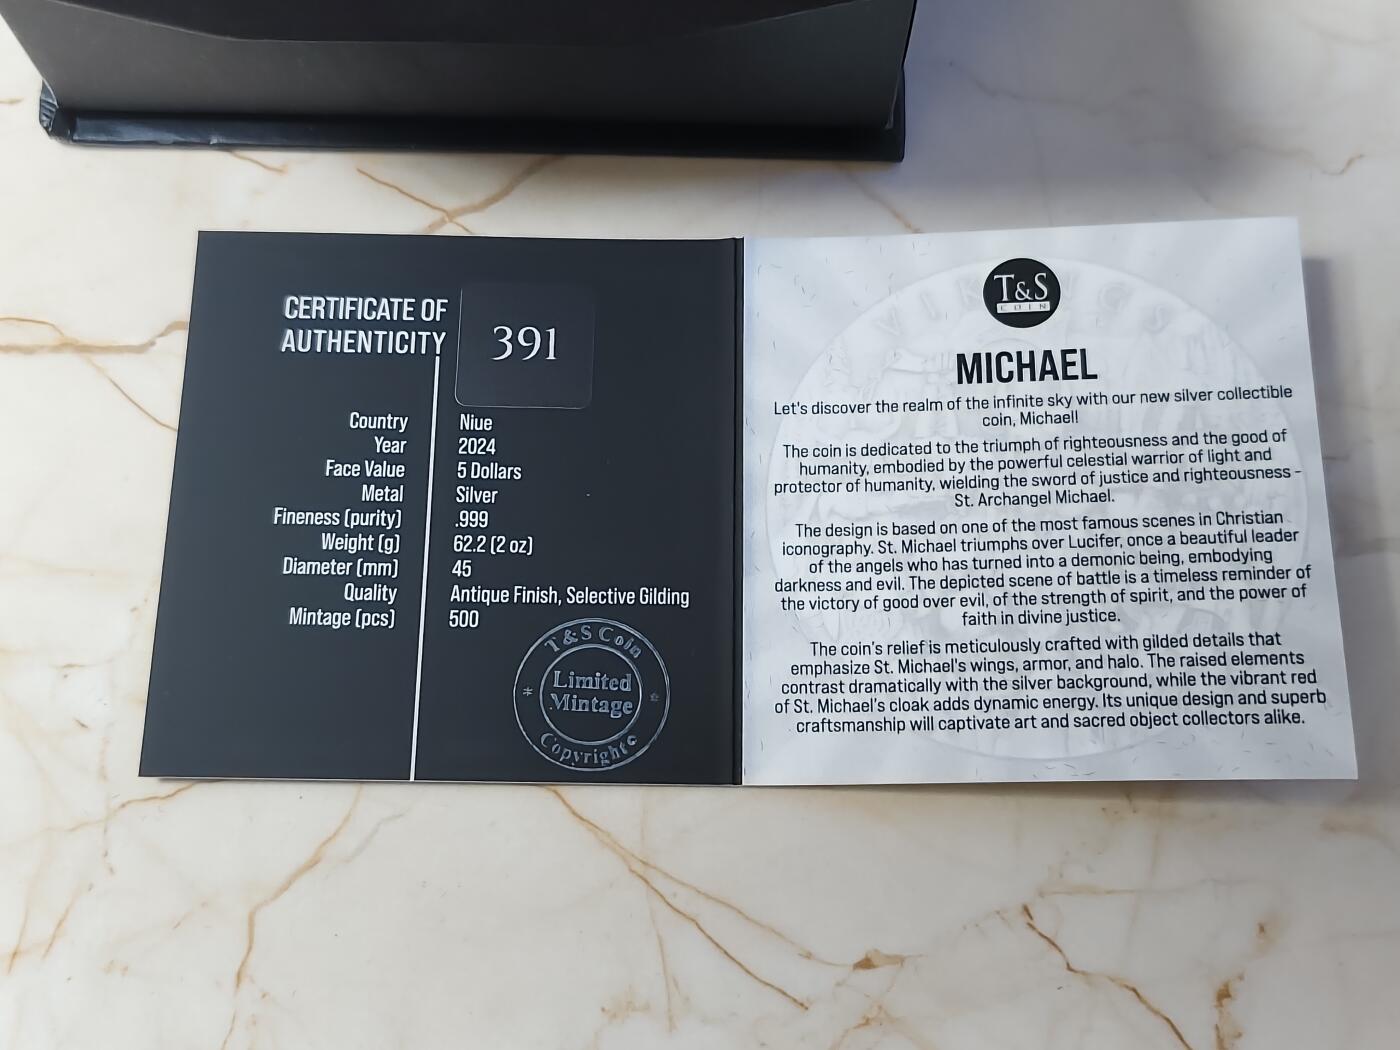 CERTIFICATE OF
AUTHENTICITY
391
Country Niue
Year 2024
Face Value 5 Dollars
Metal Silver
Fineness (purity) .999
Weight (g) 62.2 (2 oz)
Diameter (mm) 45
Quality Antique Finish, Selective Gilding
Mintage (pcs) 500
T&S Coin
Limited
Mintage
Copyright©
T&S
COIN
VIKINGS
MICHAEL
Let's discover the realm of the infinite sky with our new silver collectible
coin, Michael!
The coin is dedicated to the triumph of righteousness and the good of
humanity, embodied by the powerful celestial warrior of light and
protector of humanity, wielding the sword of justice and righteousness –
St. Archangel Michael.
The design is based on one of the most famous scenes in Christian
iconography. St. Michael triumphs over Lucifer, once a beautiful leader
of the angels who has turned into a demonic being, embodying
darkness and evil. The depicted scene of battle is a timeless reminder of
the victory of good over evil, of the strength of spirit, and the power of
faith in divine justice.
The coin's relief is meticulously crafted with gilded details that
emphasize St. Michael's wings, armor, and halo. The raised elements
contrast dramatically with the silver background, while the vibrant red
of St. Michael's cloak adds dynamic energy. Its unique design and superb
craftsmanship will captivate art and sacred object collectors alike.